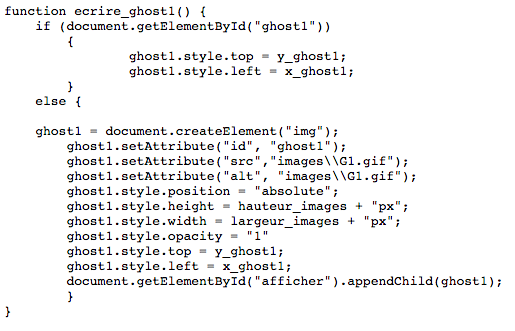 function ecrire_ghost1() {
if (document.getElementById("ghost1"))
{
ghost1.style.top = y_ghost1;
ghost1.style.left = x_ghost1;
}
else {
ghost1 = document.createElement("img");
ghost1.setAttribute("id", "ghost1");
ghost1.setAttribute("src","images\\G1.gif");
ghost1.setAttribute("alt", "images\\G1.gif");
ghost1.style.position = "absolute";
ghost1.style.height = hauteur_images + "px";
ghost1.style.width = largeur_images + "px";
ghost1.style.opacity = "1"
ghost1.style.top = y_ghost1;
ghost1.style.left = x_ghost1;
document.getElementById("afficher").appendChild(ghost1);
}
}